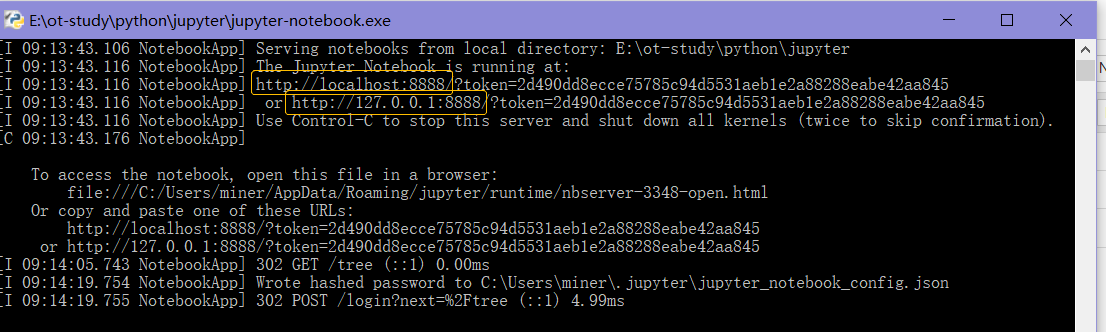 E:\ot-study\python\jupyter\jupyter-notebook.exe
[I 09:13:43.106 NotebookApp] Serving notebooks from local directory: E:\ot-study\python\jupyter
[I 09:13:43.116 NotebookApp] The Jupyter Notebook is running at:
[I 09:13:43.116 NotebookApp] http://localhost:8888/?token=2d490dd8ecce75785c94d5531aeb1e2a88288eabe42aa845
[I 09:13:43.116 NotebookApp]  or http://127.0.0.1:8888/?token=2d490dd8ecce75785c94d5531aeb1e2a88288eabe42aa845
[I 09:13:43.116 NotebookApp] Use Control-C to stop this server and shut down all kernels (twice to skip confirmation).
[C 09:13:43.176 NotebookApp]
To access the notebook, open this file in a browser:
file:///C:/Users/miner/AppData/Roaming/jupyter/runtime/nbserver-3348-open.html
Or copy and paste one of these URLs:
http://localhost:8888/?token=2d490dd8ecce75785c94d5531aeb1e2a88288eabe42aa845
or http://127.0.0.1:8888/?token=2d490dd8ecce75785c94d5531aeb1e2a88288eabe42aa845
[I 09:14:05.743 NotebookApp] 302 GET /tree (::1) 0.00ms
[I 09:14:19.754 NotebookApp] Wrote hashed password to C:\Users\miner\.jupyter\jupyter_notebook_config.json
[I 09:14:19.755 NotebookApp] 302 POST /login?next=%2Ftree (::1) 4.99ms